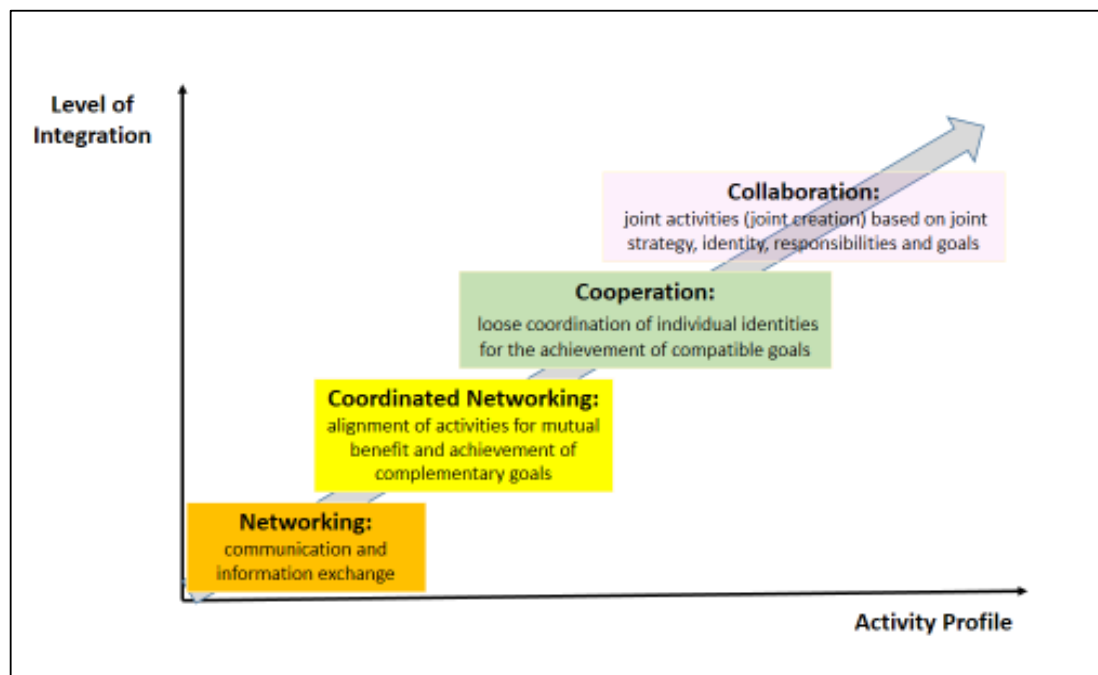 Level of
Integration
Collaboration:
joint activities (joint creation) based on joint
strategy, identity, responsibilities and goals
Cooperation:
loose coordination of individual identities
for the achievement of compatible goals
Coordinated Networking:
alignment of activities for mutual
benefit and achievement of
complementary goals
Networking:
communication and
information exchange
Activity Profile